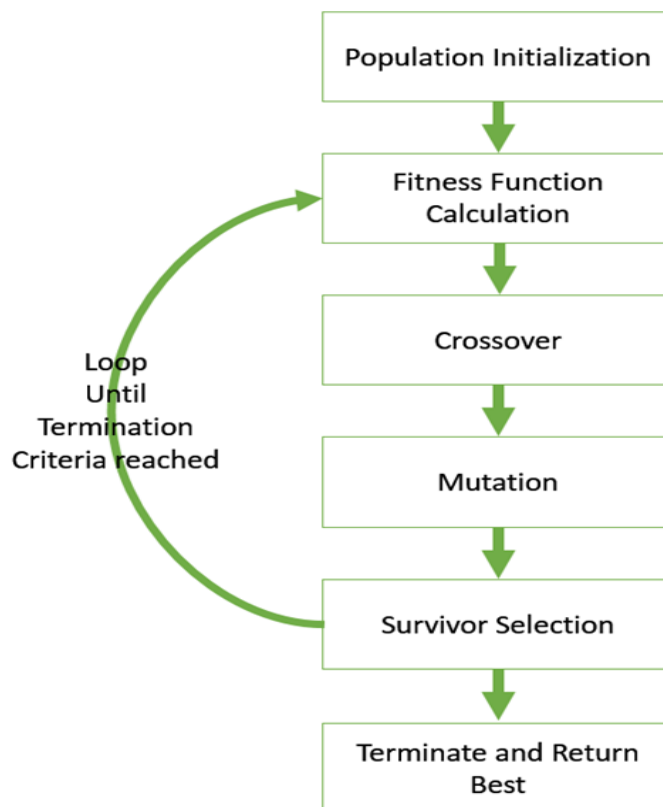 Population Initialization
Fitness Function
Calculation
Crossover
Loop
Until
Termination
Criteria reached
Mutation
Survivor Selection
Terminate and Return
Best